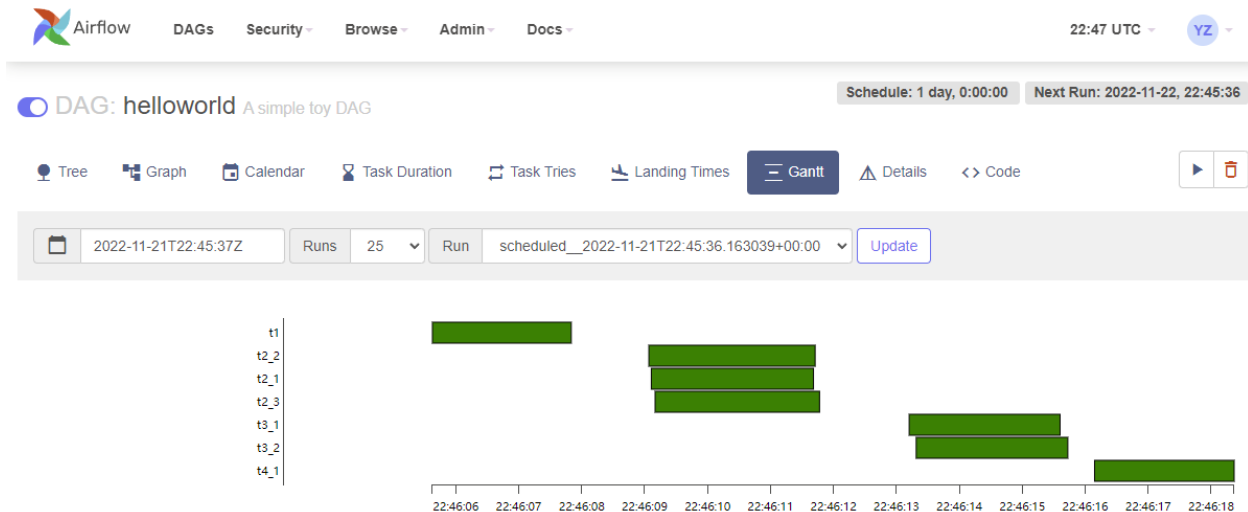 Airflow DAGs Security Browse Admin Docs 22:47 UTC YZ
Schedule: 1 day, 0:00:00 Next Run: 2022-11-22, 22:45:36
DAG: helloworld A simple toy DAG
Tree Graph Calendar Task Duration Task Tries Landing Times Gantt Details <> Code
2022-11-21T22:45:37Z Runs 25 Run scheduled__2022-11-21T22:45:36.163039+00:00 Update
t1
t2_2
t2_1
t2_3
t3_1
t3_2
t4_1
22:46:06 22:46:07 22:46:08 22:46:09 22:46:10 22:46:11 22:46:12 22:46:13 22:46:14 22:46:15 22:46:16 22:46:17 22:46:18